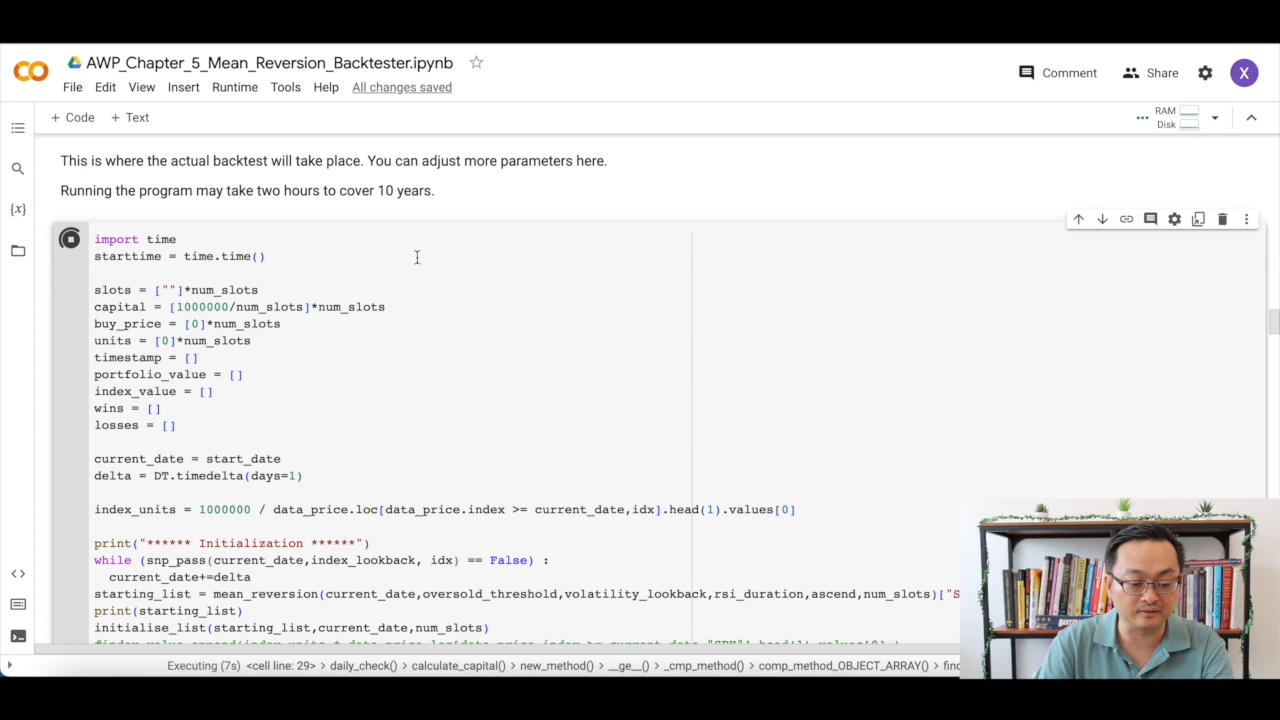 AWP_Chapter_5_Mean_Reversion_Backtester.ipynb
File Edit View Insert Runtime Tools Help All changes saved
Comment Share X
+ Code + Text
RAM
Disk
This is where the actual backtest will take place. You can adjust more parameters here.
Running the program may take two hours to cover 10 years.
import time
starttime = time.time()
slots = [""]*num_slots
capital = [1000000/num_slots]*num_slots
buy_price = [0]*num_slots
units = [0]*num_slots
timestamp = []
portfolio_value = []
index_value = []
wins = []
losses = []
current_date = start_date
delta = DT.timedelta(days=1)
index_units = 1000000 / data_price.loc[data_price.index >= current_date,idx].head(1).values[0]
print("****** Initialization ******")
while (snp_pass(current_date,index_lookback, idx) == False) :
current_date+=delta
starting_list = mean_reversion(current_date,oversold_threshold,volatility_lookback,rsi_duration,ascend,num_slots)["S
print(starting_list)
initialise_list(starting_list,current_date,num_slots)
Executing (7s) <cell line: 29> > daily_check() > calculate_capital() > new_method() > __ge__() > _cmp_method() > comp_method_OBJECT_ARRAY() >